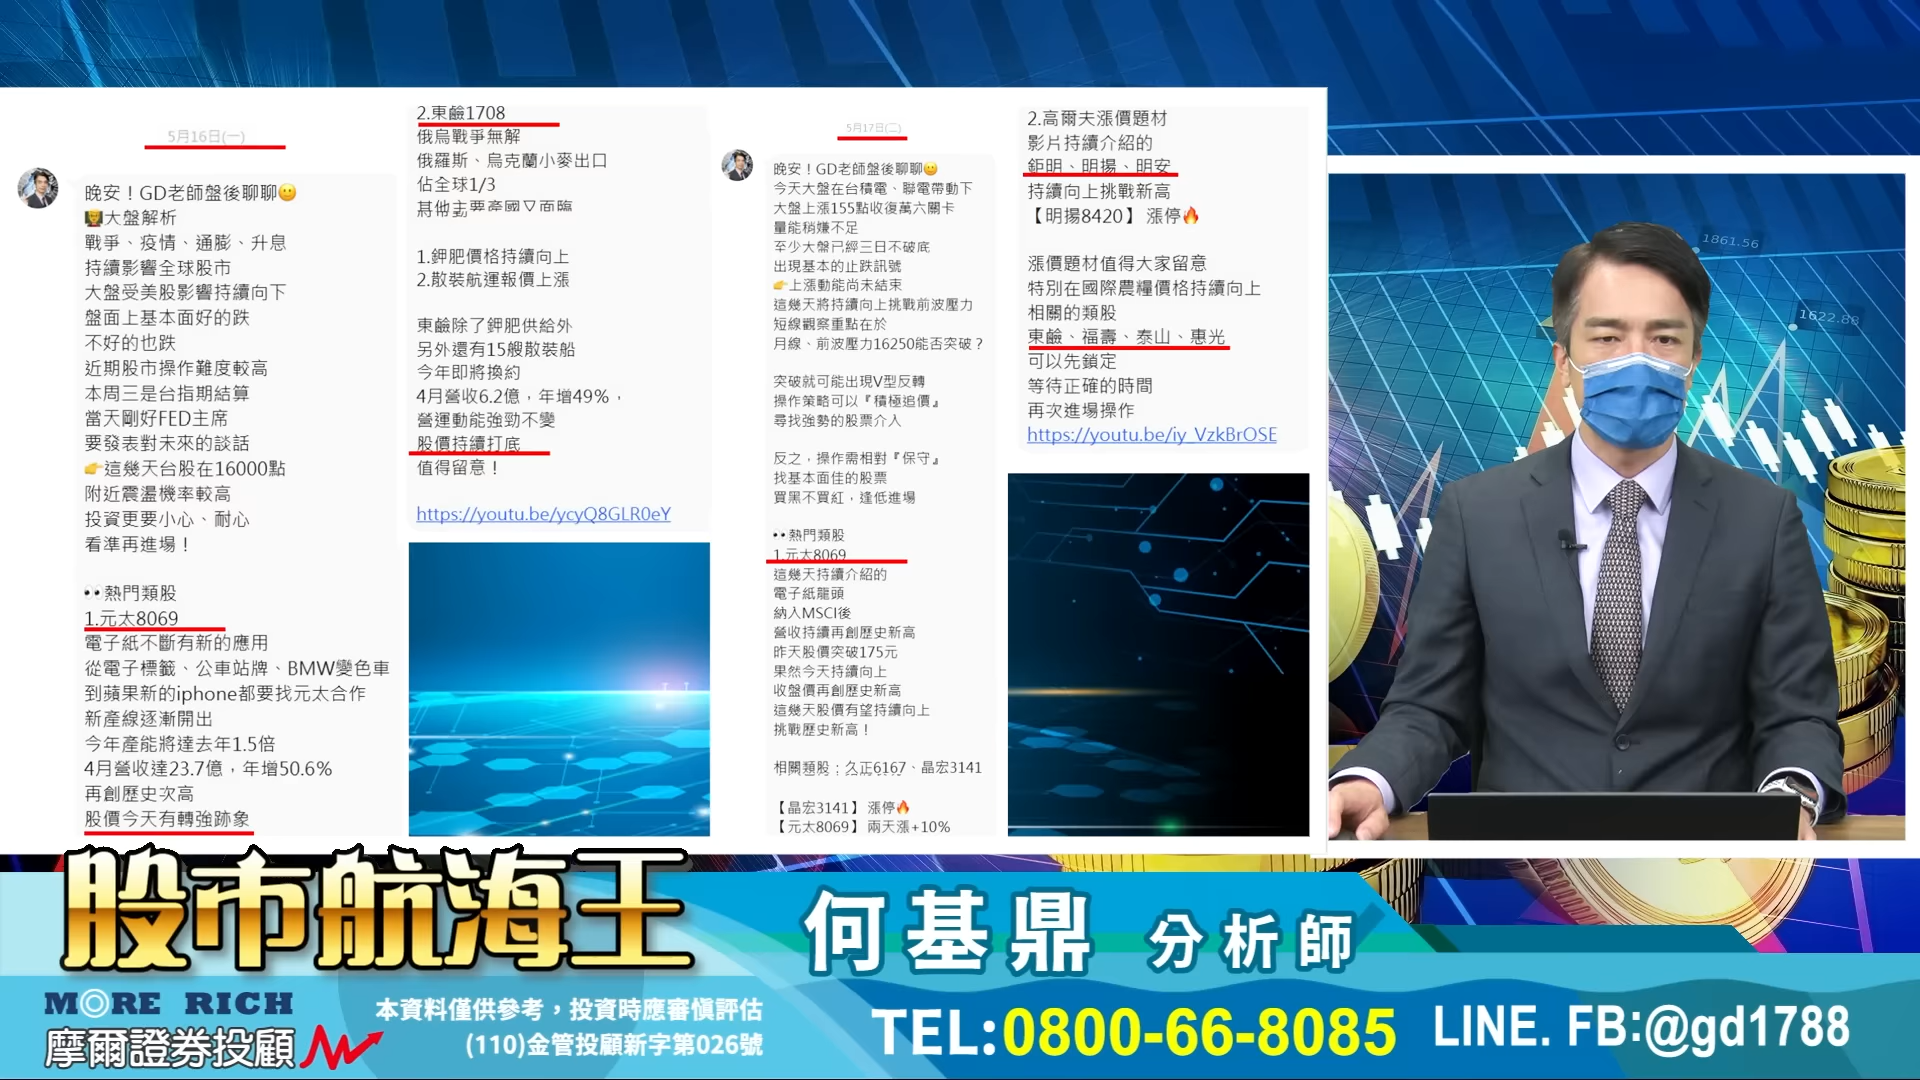 5月16日(一)
晚安！GD老師盤後聊聊
大盤解析
戰爭、疫情、通膨、升息
持續影響全球股市
大盤受美股影響持續向下
盤面上基本面好的跌
不好的也跌
近期股市操作難度較高
本周三是台指期結算
當天剛好FED主席
要發表對未來的談話
👉這幾天台股在16000點
附近震盪機率較高
投資更要小心、耐心
看準再進場！
👀熱門類股
1.元太8069
電子紙不斷有新的應用
從電子標籤、公車站牌、BMW變色車
到蘋果新的iphone都要找元太合作
新產線逐漸開出
今年產能將達去年1.5倍
4月營收達23.7億，年增50.6%
再創歷史次高
股價今天有轉強跡象
2.東鹼1708
俄烏戰爭無解
俄羅斯、烏克蘭小麥出口
佔全球1/3
1.鉀肥價格持續向上
2.散裝航運報價上漲
東鹼除了鉀肥供給外
另外還有15艘散裝船
今年即將換約
4月營收6.2億，年增49%，
營運動能強勁不變
股價持續打底
值得留意！
https://youtu.be/ycyQ8GLR0eY
5月17日(二)
晚安！GD老師盤後聊聊
今天大盤在台積電、聯電帶動下
大盤上漲155點收復萬六關卡
量能稍嫌不足
至少大盤已經三日不破底
出現基本的止跌訊號
👉上漲動能尚未結束
這幾天將持續向上挑戰前波壓力
短線觀察重點在於
月線、前波壓力16250能否突破？
突破就可能出現V型反轉
操作策略可以『積極追價』
尋找強勢的股票介入
反之，操作需相對『保守』
找基本面佳的股票
買黑不買紅，逢低進場
👀熱門類股
1.元太8069
這幾天持續介紹的
電子紙龍頭
納入MSCI後
營收持續再創歷史新高
昨天股價突破175元
果然今天持續向上
收盤價再創歷史新高
這幾天股價有望持續向上
挑戰歷史新高！
相關類股：久正6167、晶宏3141
【晶宏3141】漲停🔥
【元太8069】兩天漲+10%
2.高爾夫漲價題材
影片持續介紹的
鉅明、明揚、明安
持續向上挑戰新高
【明揚8420】漲停🔥
漲價題材值得大家留意
特別在國際農糧價格持續向上
相關的類股
東鹼、福壽、泰山、惠光
可以先鎖定
等待正確的時間
再次進場操作
https://youtu.be/iy_VzkBrOSE
1861.56
1622.88
股市航海王
何基鼎 分析師
MORE RICH
摩爾證券投顧
本資料僅供參考，投資時應審慎評估
(110)金管投顧新字第026號
TEL:0800-66-8085
LINE. FB:@gd1788